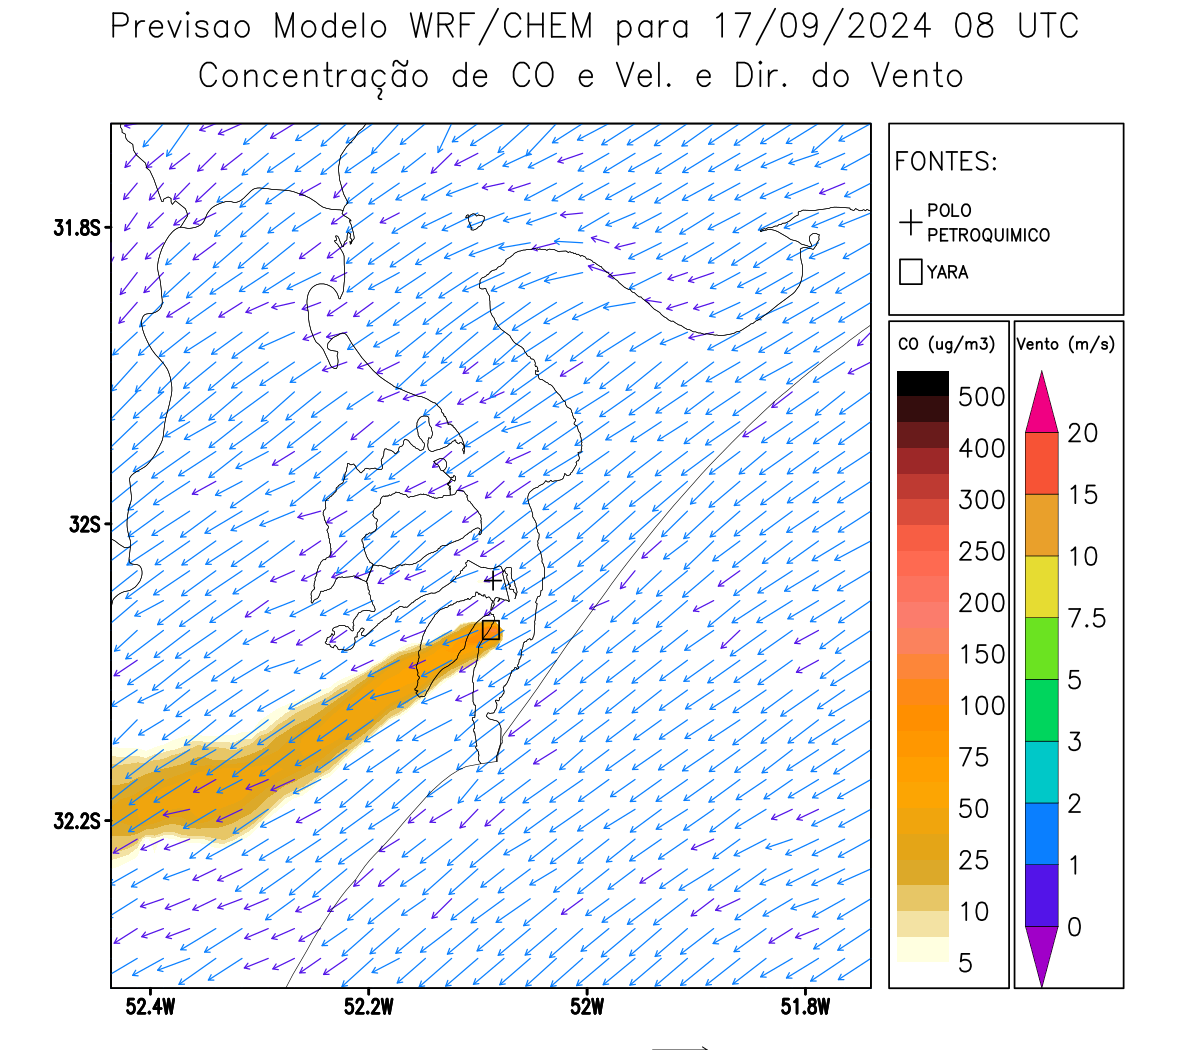 Previsao Modelo WRF/CHEM para 17/09/2024 08 UTC
Concentração de CO e Vel. e Dir. do Vento
FONTES:
POLO
PETROQUIMICO
YARA
CO (ug/m3)
500
400
300
250
200
150
100
75
50
25
10
5
Vento (m/s)
20
15
10
7.5
5
3
2
1
0
31.8S
32S
32.2S
52.4W
52.2W
52W
51.8W